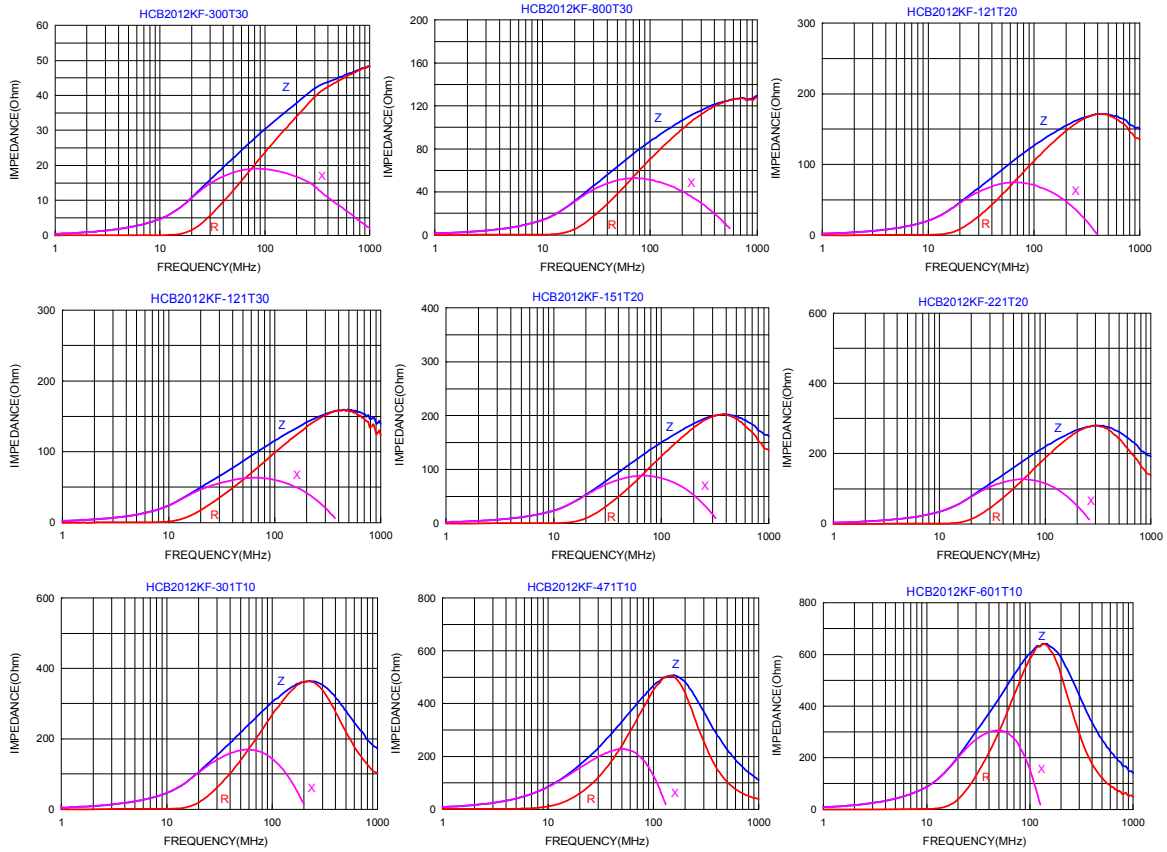 HCB2012KF-300T30
IMPEDANCE(Ohm)
60
50
40
30
20
10
0
Z
X
R
1
10
100
1000
FREQUENCY(MHz)
HCB2012KF-800T30
IMPEDANCE(Ohm)
200
160
120
80
40
0
Z
X
R
1
10
100
1000
FREQUENCY(MHz)
HCB2012KF-121T20
IMPEDANCE(Ohm)
300
200
100
0
Z
X
R
1
10
100
1000
FREQUENCY(MHz)
HCB2012KF-121T30
IMPEDANCE(Ohm)
300
200
100
0
Z
X
R
1
10
100
1000
FREQUENCY(MHz)
HCB2012KF-151T20
IMPEDANCE(Ohm)
400
300
200
100
0
Z
X
R
1
10
100
1000
FREQUENCY(MHz)
HCB2012KF-221T20
IMPEDANCE(Ohm)
600
400
200
0
Z
X
R
1
10
100
1000
FREQUENCY(MHz)
HCB2012KF-301T10
IMPEDANCE(Ohm)
600
400
200
0
Z
X
R
1
10
100
1000
FREQUENCY(MHz)
HCB2012KF-471T10
IMPEDANCE(Ohm)
800
600
400
200
0
Z
X
R
1
10
100
1000
FREQUENCY(MHz)
HCB2012KF-601T10
IMPEDANCE(Ohm)
800
600
400
200
0
Z
X
R
1
10
100
1000
FREQUENCY(MHz)